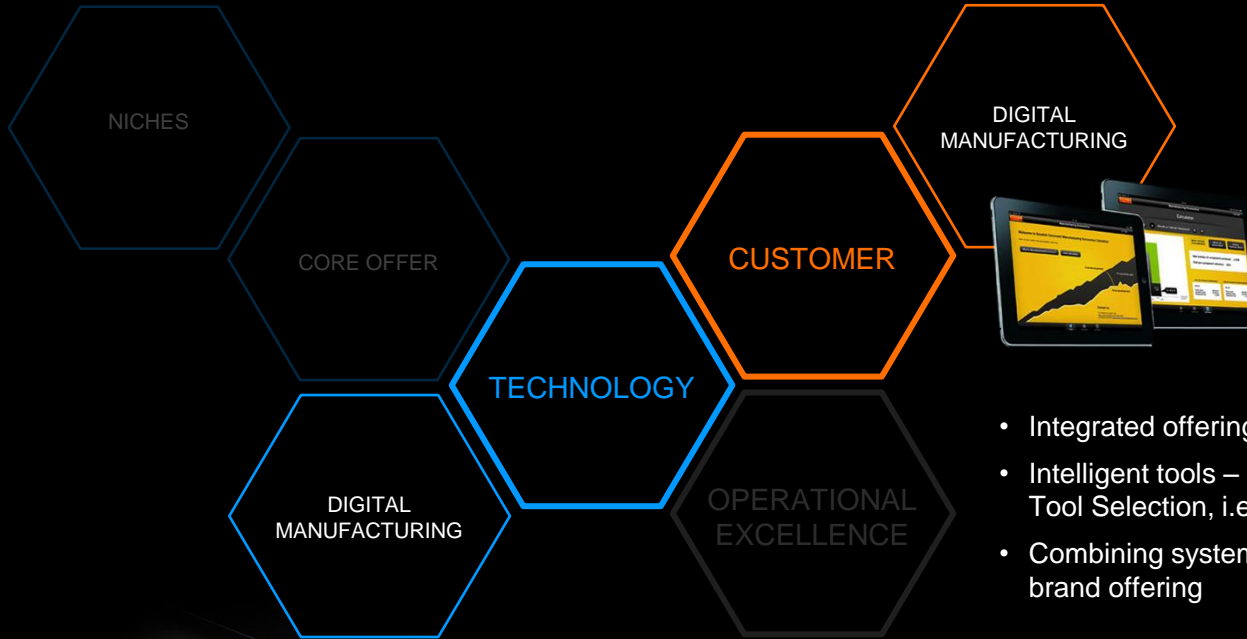 NICHES
CORE OFFER
TECHNOLOGY
DIGITAL
MANUFACTURING
CUSTOMER
OPERATIONAL
EXCELLENCE
DIGITAL
MANUFACTURING
• Integrated offering
• Intelligent tools –
Tool Selection, i.e
• Combining system
brand offering